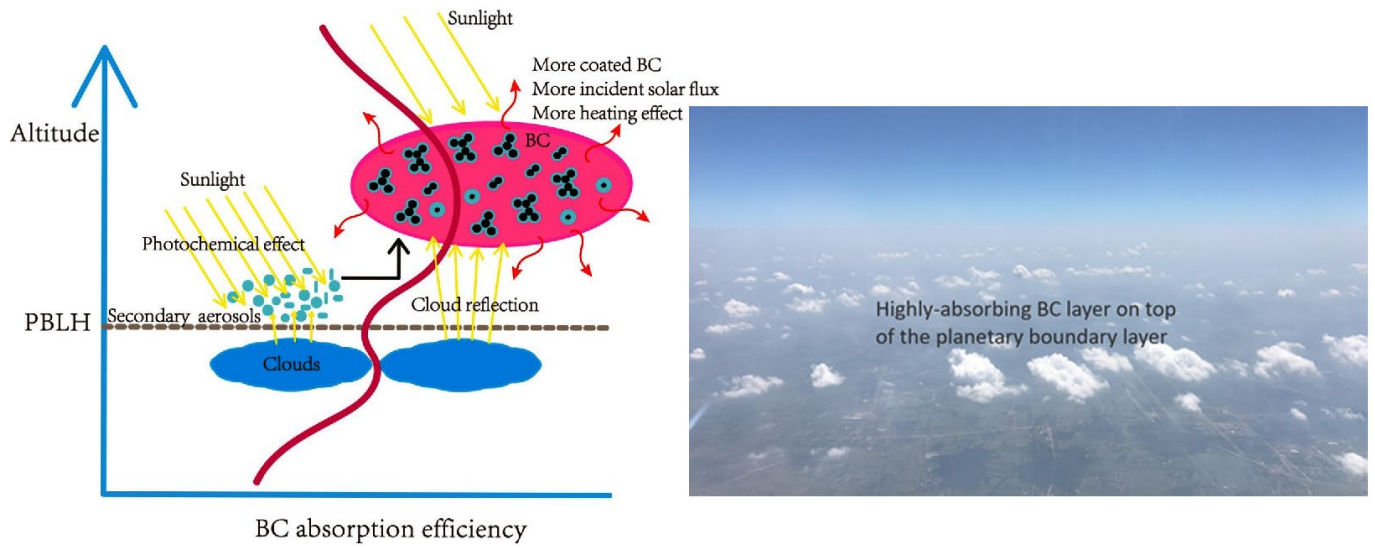 Sunlight
More coated BC
More incident solar flux
More heating effect
BC
Altitude
Sunlight
Photochemical effect
Secondary aerosols
Cloud reflection
PBLH
Clouds
BC absorption efficiency
Highly-absorbing BC layer on top
of the planetary boundary layer